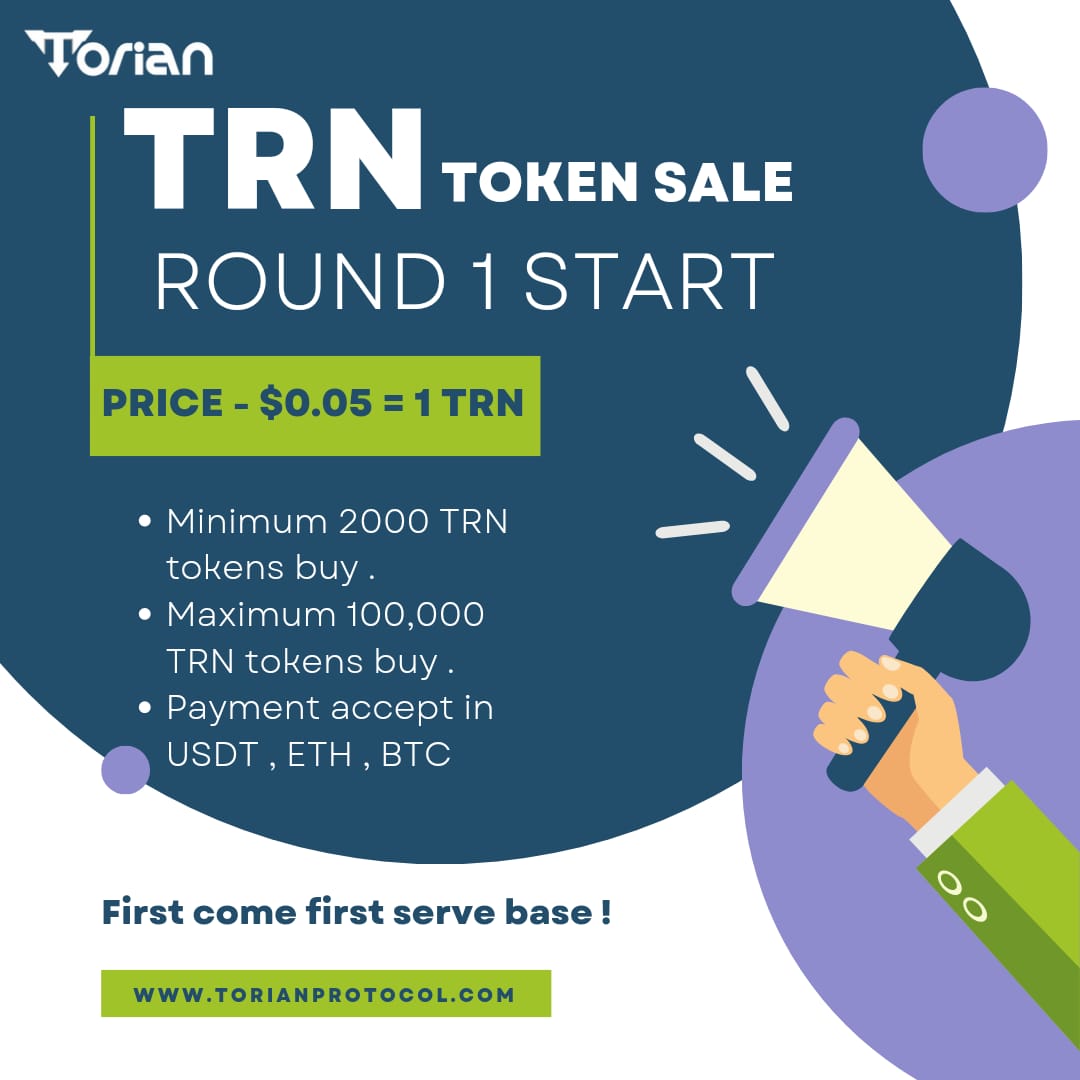 Torian
TRN TOKEN SALE
ROUND 1 START
PRICE - $0.05 = 1 TRN
• Minimum 2000 TRN
tokens buy .
• Maximum 100,000
TRN tokens buy .
• Payment accept in
USDT , ETH , BTC
First come first serve base !
WWW.TORIANPROTOCOL.COM